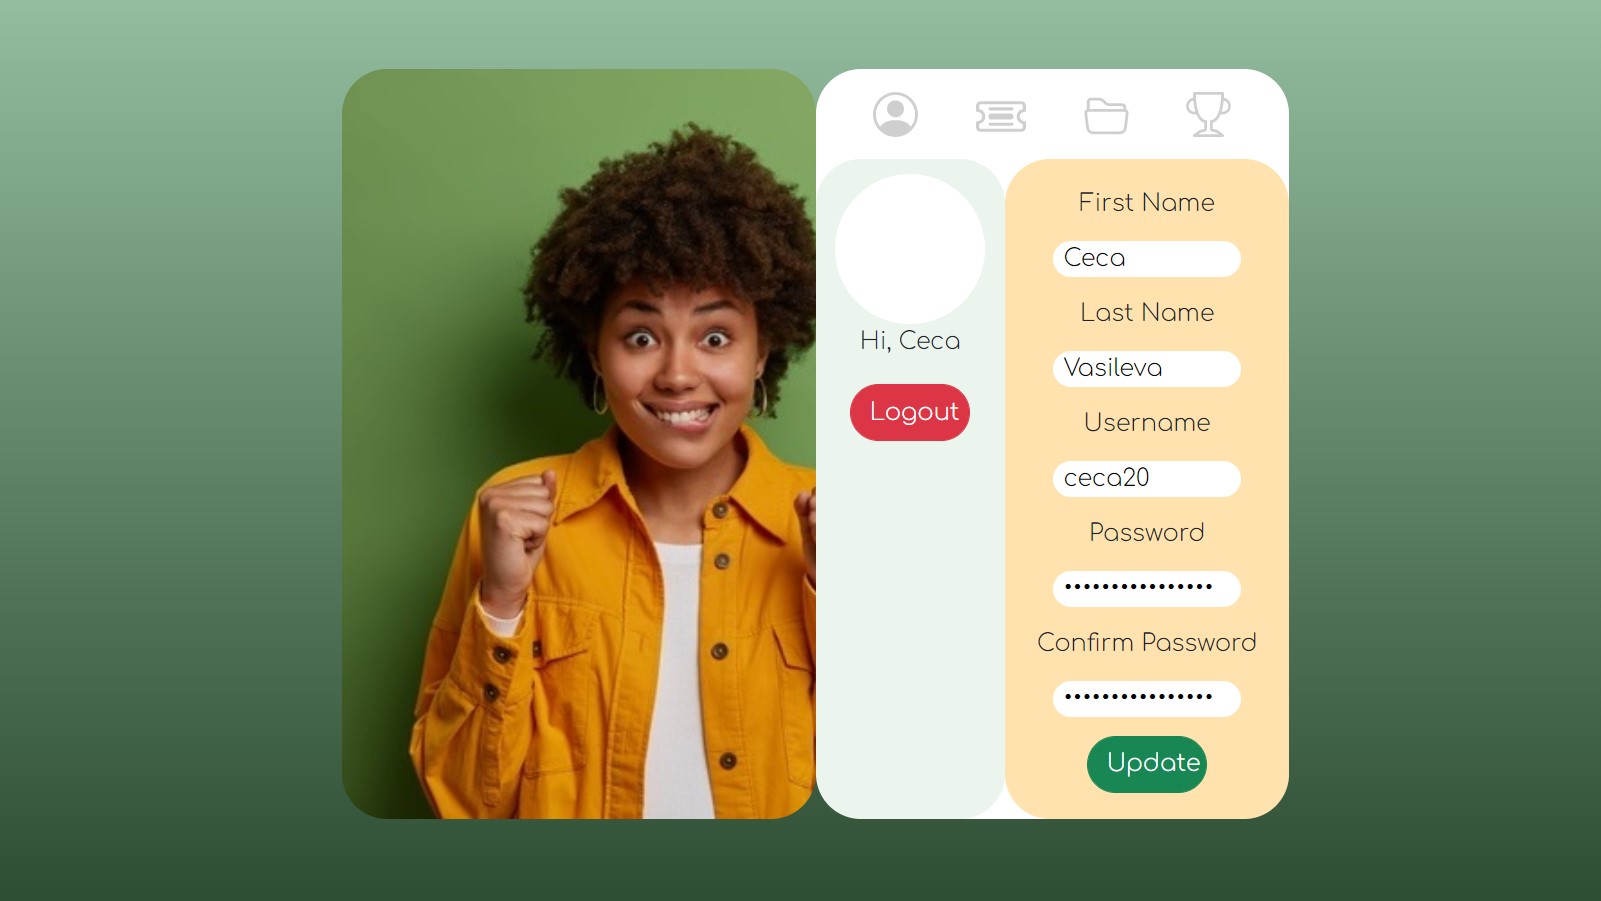 Hi, Ceca
Logout
First Name
Ceca
Last Name
Vasileva
Username
ceca20
Password
••••••••••••••••
Confirm Password
••••••••••••••••
Update